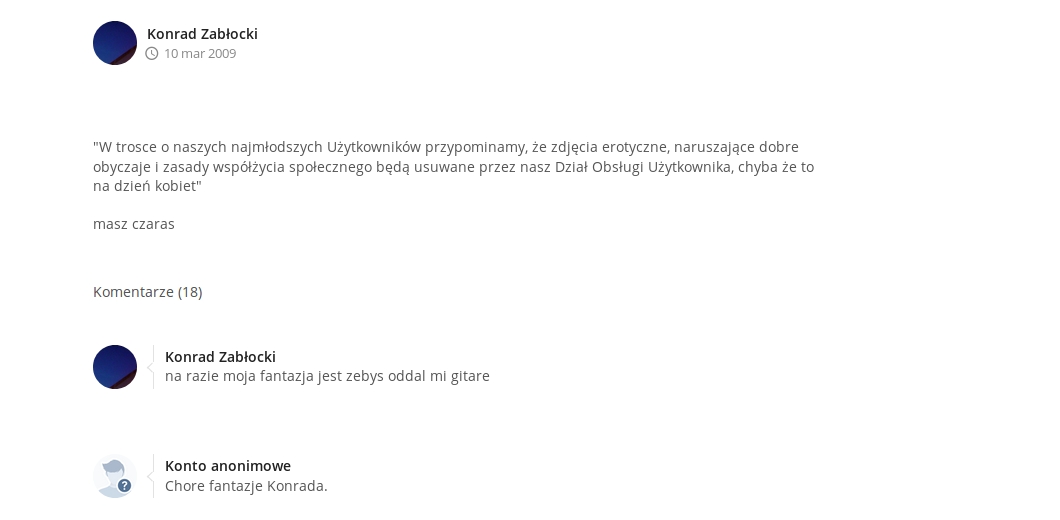 Konrad Zabłocki
10 mar 2009
"W trosce o naszych najmłodszych Użytkowników przypominamy, że zdjęcia erotyczne, naruszające dobre
obyczaje i zasady współżycia społecznego będą usuwane przez nasz Dział Obsługi Użytkownika, chyba że to
na dzień kobiet"
masz czaras
Komentarze (18)
Konrad Zabłocki
na razie moja fantazja jest zebys oddal mi gitare
Konto anonimowe
Chore fantazje Konrada.